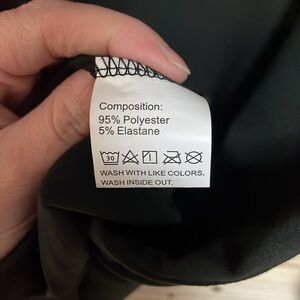 Composition:
95% Polyester
5% Elastane
30
WASH WITH LIKE COLORS.
WASH INSIDE OUT.